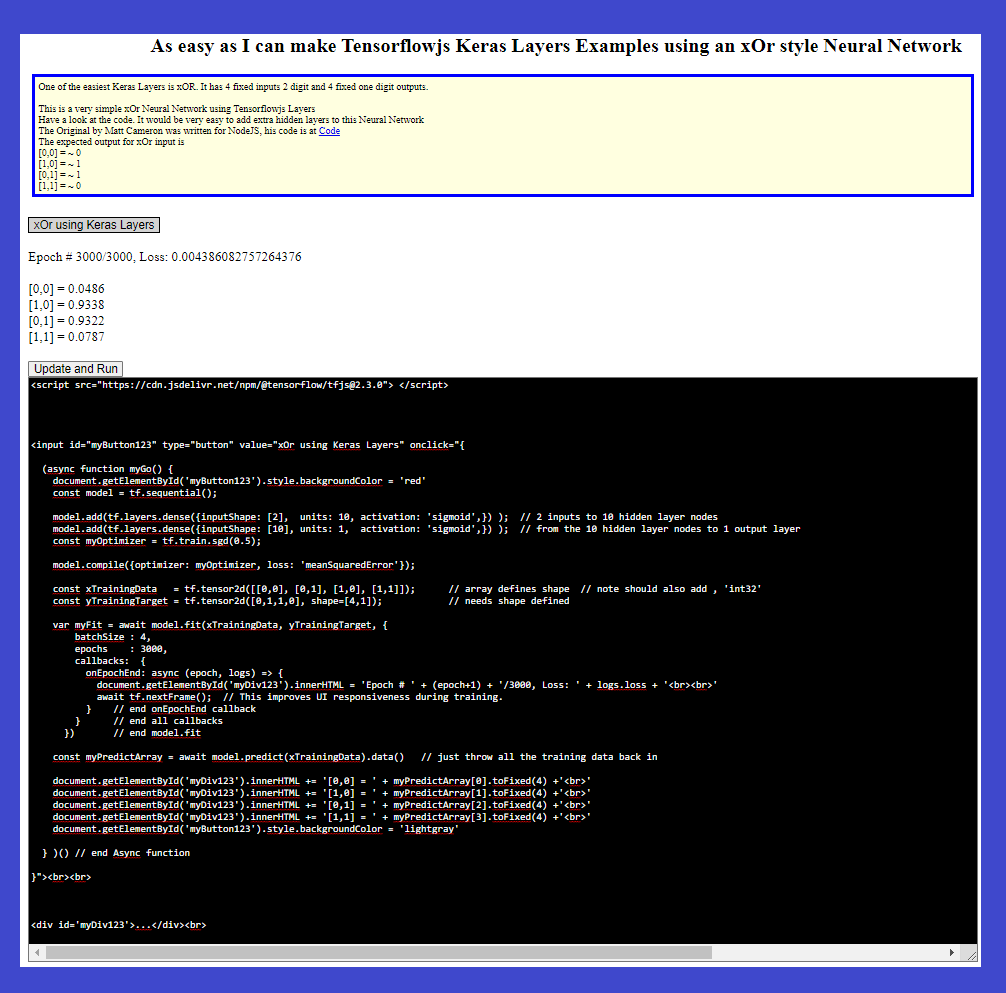 As easy as I can make Tensorflowjs Keras Layers Examples using an xOr style Neural Network
One of the easiest Keras Layers is xOR. It has 4 fixed inputs 2 digit and 4 fixed one digit outputs.
This is a very simple xOr Neural Network using Tensorflowjs Layers
Have a look at the code. It would be very easy to add extra hidden layers to this Neural Network
The Original by Matt Cameron was written for NodeJS, his code is at Code
The expected output for xOr input is
[0,0] = ~ 0
[1,0] = ~ 1
[0,1] = ~ 1
[1,1] = ~ 0
xOr using Keras Layers
Epoch # 3000/3000, Loss: 0.004386082757264376
[0,0] = 0.0486
[1,0] = 0.9338
[0,1] = 0.9322
[1,1] = 0.0787
Update and Run
<script src="https://cdn.jsdelivr.net/npm/@tensorflow/tfjs@2.3.0"> </script>
<input id="myButton123" type="button" value="xOr using Keras Layers" onclick="{
(async function myGo() {
document.getElementById('myButton123').style.backgroundColor = 'red'
const model = tf.sequential();
model.add(tf.layers.dense({inputShape: [2],  units: 10, activation: 'sigmoid',}) );  // 2 inputs to 10 hidden layer nodes
model.add(tf.layers.dense({inputShape: [10], units: 1,  activation: 'sigmoid',}) );  // from the 10 hidden layer nodes to 1 output layer
const myOptimizer = tf.train.sgd(0.5);
model.compile({optimizer: myOptimizer, loss: 'meanSquaredError'});
const xTrainingData   = tf.tensor2d([[0,0], [0,1], [1,0], [1,1]]);      // array defines shape  // note should also add , 'int32'
const yTrainingTarget = tf.tensor2d([0,1,1,0], shape=[4,1]);            // needs shape defined
var myFit = await model.fit(xTrainingData, yTrainingTarget, {
batchSize : 4,
epochs    : 3000,
callbacks:  {
onEpochEnd: async (epoch, logs) => {
document.getElementById('myDiv123').innerHTML = 'Epoch # ' + (epoch+1) + '/3000, Loss: ' + logs.loss + '<br><br>'
await tf.nextFrame();  // This improves UI responsiveness during training.
}    // end onEpochEnd callback
}      // end all callbacks
})       // end model.fit
const myPredictArray = await model.predict(xTrainingData).data()   // just throw all the training data back in
document.getElementById('myDiv123').innerHTML += '[0,0] = ' + myPredictArray[0].toFixed(4) +'<br>'
document.getElementById('myDiv123').innerHTML += '[1,0] = ' + myPredictArray[1].toFixed(4) +'<br>'
document.getElementById('myDiv123').innerHTML += '[0,1] = ' + myPredictArray[2].toFixed(4) +'<br>'
document.getElementById('myDiv123').innerHTML += '[1,1] = ' + myPredictArray[3].toFixed(4) +'<br>'
document.getElementById('myButton123').style.backgroundColor = 'lightgray'
} )() // end Async function
}"><br><br>
<div id='myDiv123'>...</div><br>